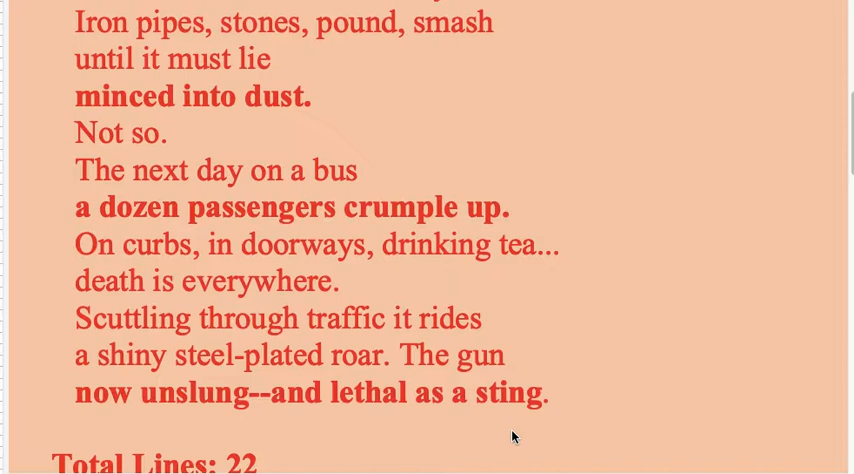 Iron pipes, stones, pound, smash
until it must lie
minced into dust.
Not so.
The next day on a bus
a dozen passengers crumple up.
On curbs, in doorways, drinking tea...
death is everywhere.
Scuttling through traffic it rides
a shiny steel-plated roar. The gun
now unslung--and lethal as a sting.
Total Lines: 22